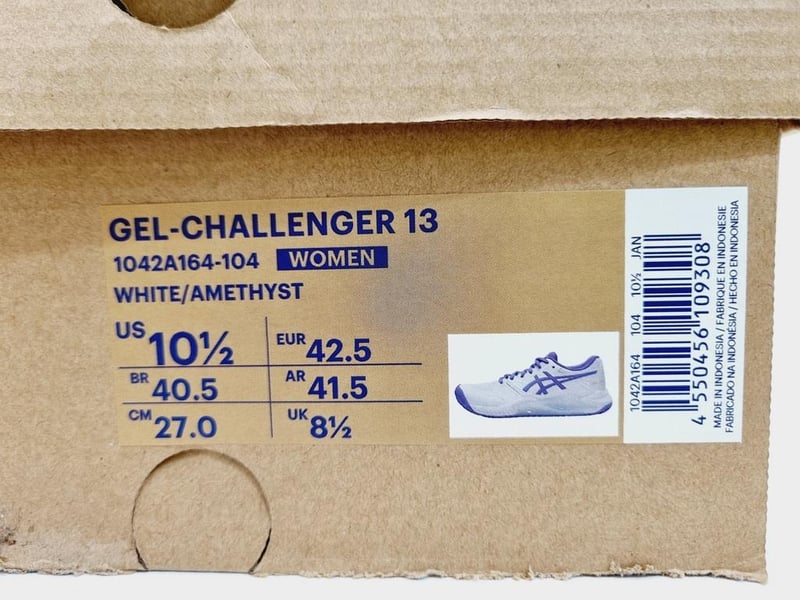 GEL-CHALLENGER 13
1042A164-104 WOMEN
WHITE/AMETHYST
US 10½ EUR 42.5
BR 40.5 AR 41.5
CM 27.0 UK 8½
1042A164 104 10½ JAN
4 550456 109308
MADE IN INDONESIA / FABRIQUE EN INDONESIE
FABRICADO NA INDONÉSIA / HECHO EN INDONESIA